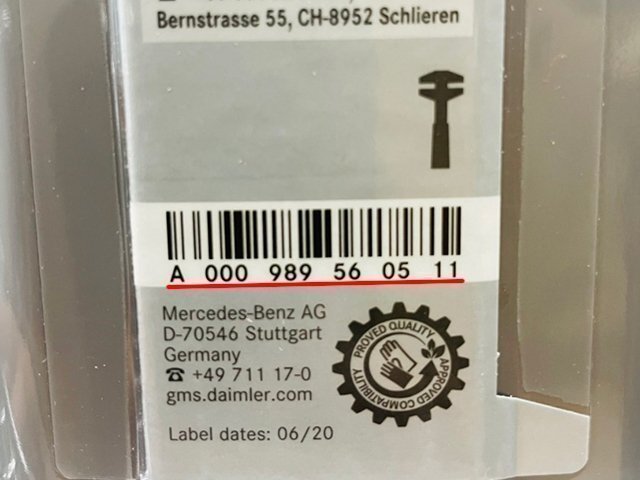 Bernstrasse 55, CH-8952 Schlieren
A 000 989 56 05 11
Mercedes-Benz AG
D-70546 Stuttgart
Germany
☎ +49 711 17-0
gms.daimler.com
PROVED QUALITY
APPROVED COMPATIBILITY
Label dates: 06/20